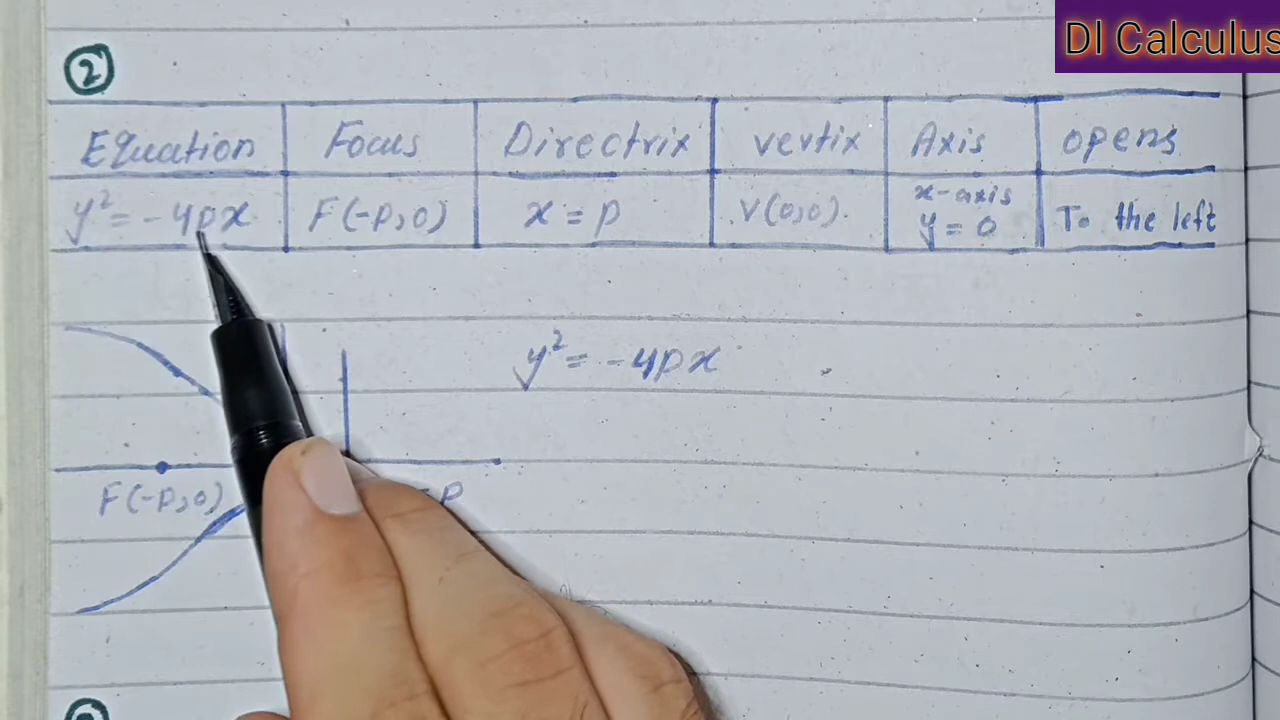 DI Calculus
2
Equation Focus Directrix vertix Axis opens
y² = -4px F(-p,0) x = p V(0,0). x-axis y = 0 To the left
y² = -4px
F(-p,0) P